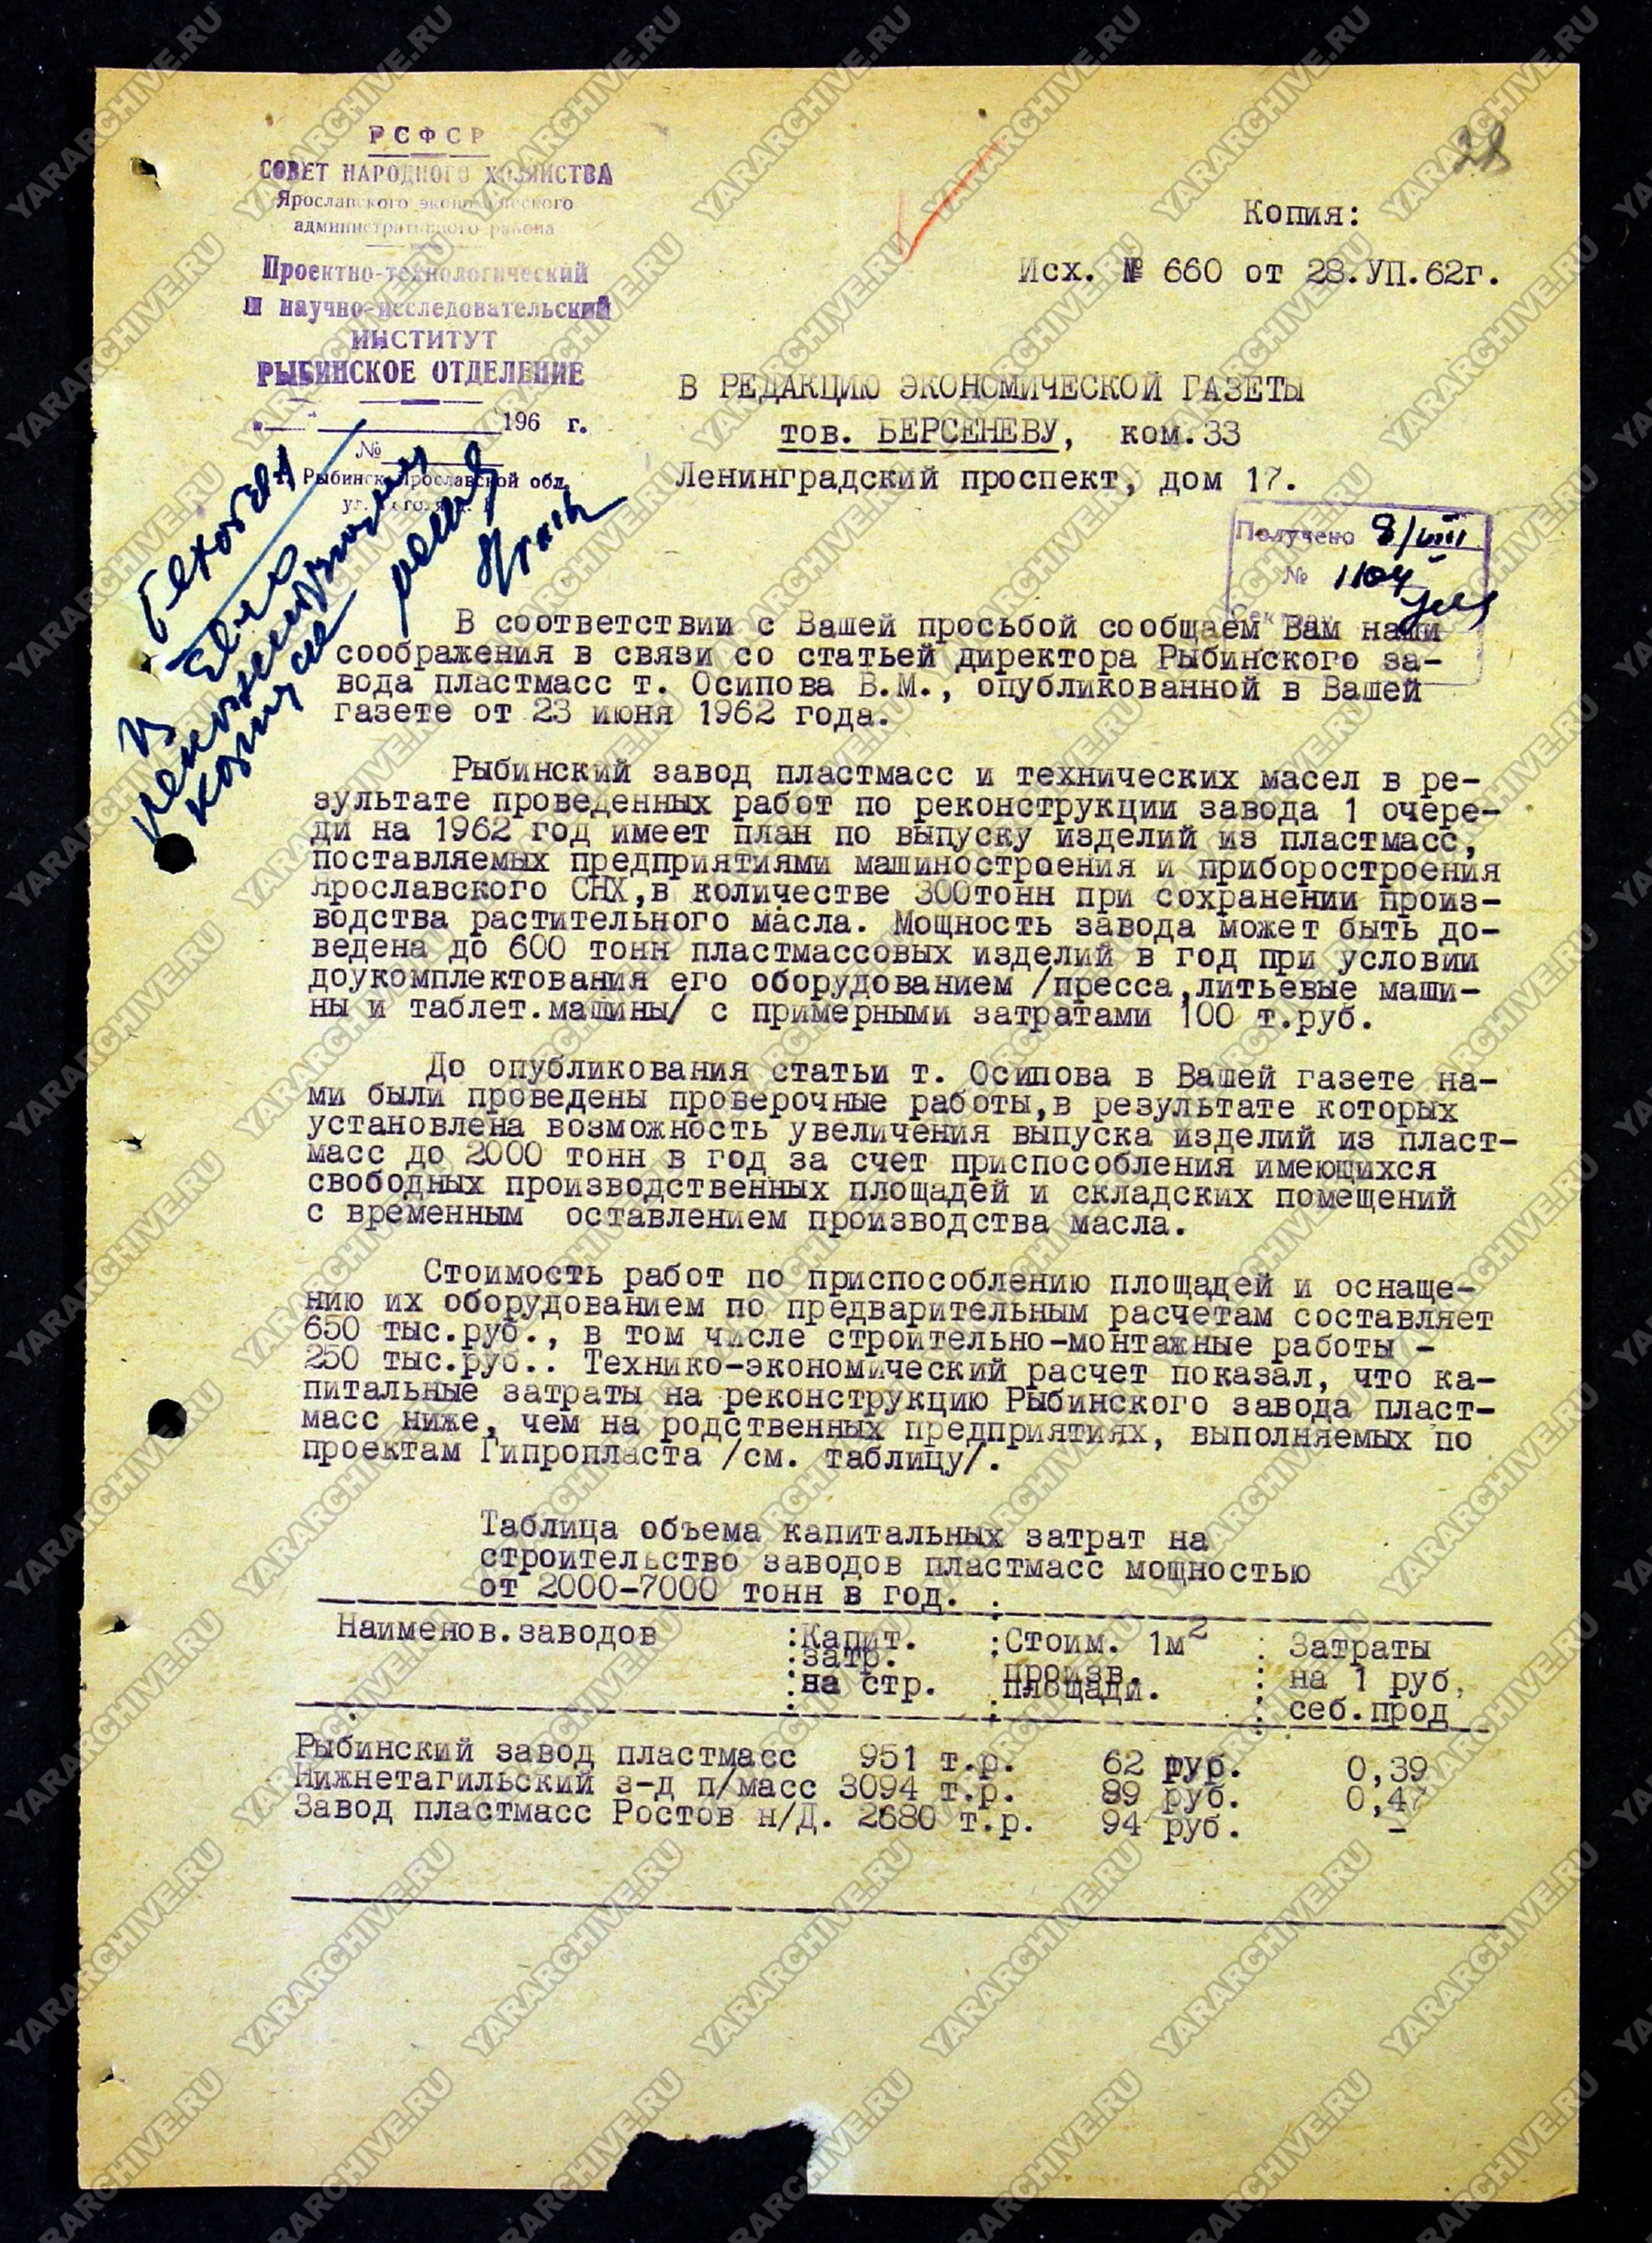 РСФСР
СОВЕТ НАРОДНОГО ХОЗЯЙСТВА
Ярославского экономического
административного района
Проектно-технологический
и научно-исследовательский
ИНСТИТУТ
РЫБИНСКОЕ ОТДЕЛЕНИЕ
196 г.
№
г. Рыбинск Ярославской обл.
28
Копия:
Исх. № 660 от 28.УП.62г.
В РЕДАКЦИЮ ЭКОНОМИЧЕСКОЙ ГАЗЕТЫ
тов. БЕРСЕНЕВУ, ком.33
Ленинградский проспект, дом 17.
Получено 8/VIII
№ 1104
В соответствии с Вашей просьбой сообщаем Вам наши
соображения в связи со статьей директора Рыбинского за-
вода пластмасс т. Осипова В.М., опубликованной в Вашей
газете от 23 июня 1962 года.
Рыбинский завод пластмасс и технических масел в ре-
зультате проведенных работ по реконструкции завода 1 очере-
ди на 1962 год имеет план по выпуску изделий из пластмасс,
поставляемых предприятиями машиностроения и приборостроения
Ярославского СНХ,в количестве 300тонн при сохранении произ-
водства растительного масла. Мощность завода может быть до-
ведена до 600 тонн пластмассовых изделий в год при условии
доукомплектования его оборудованием /пресса,литьевые маши-
ны и таблет.машины/ с примерными затратами 100 т.руб.
До опубликования статьи т. Осипова в Вашей газете на-
ми были проведены проверочные работы,в результате которых
установлена возможность увеличения выпуска изделий из пласт-
масс до 2000 тонн в год за счет приспособления имеющихся
свободных производственных площадей и складских помещений
с временным оставлением производства масла.
Стоимость работ по приспособлению площадей и оснаще-
нию их оборудованием по предварительным расчетам составляет
650 тыс.руб., в том числе строительно-монтажные работы -
250 тыс.руб.. Технико-экономический расчет показал, что ка-
питальные затраты на реконструкцию Рыбинского завода пласт-
масс ниже, чем на родственных предприятиях, выполняемых по
проектам Гипропласта /см. таблицу/.
Таблица объема капитальных затрат на
строительство заводов пластмасс мощностью
от 2000-7000 тонн в год.
Наименов.заводов :Капит. :Стоим. 1м2 : Затраты
:затр. произв. : на 1 руб.
:на стр. площади. : себ.прод
Рыбинский завод пластмасс 951 т.р. 62 руб. 0,39
Нижнетагильский з-д п/масс 3094 т.р. 89 руб. 0,47
Завод пластмасс Ростов н/Д. 2680 т.р. 94 руб. -
YARARCHIVE.RU